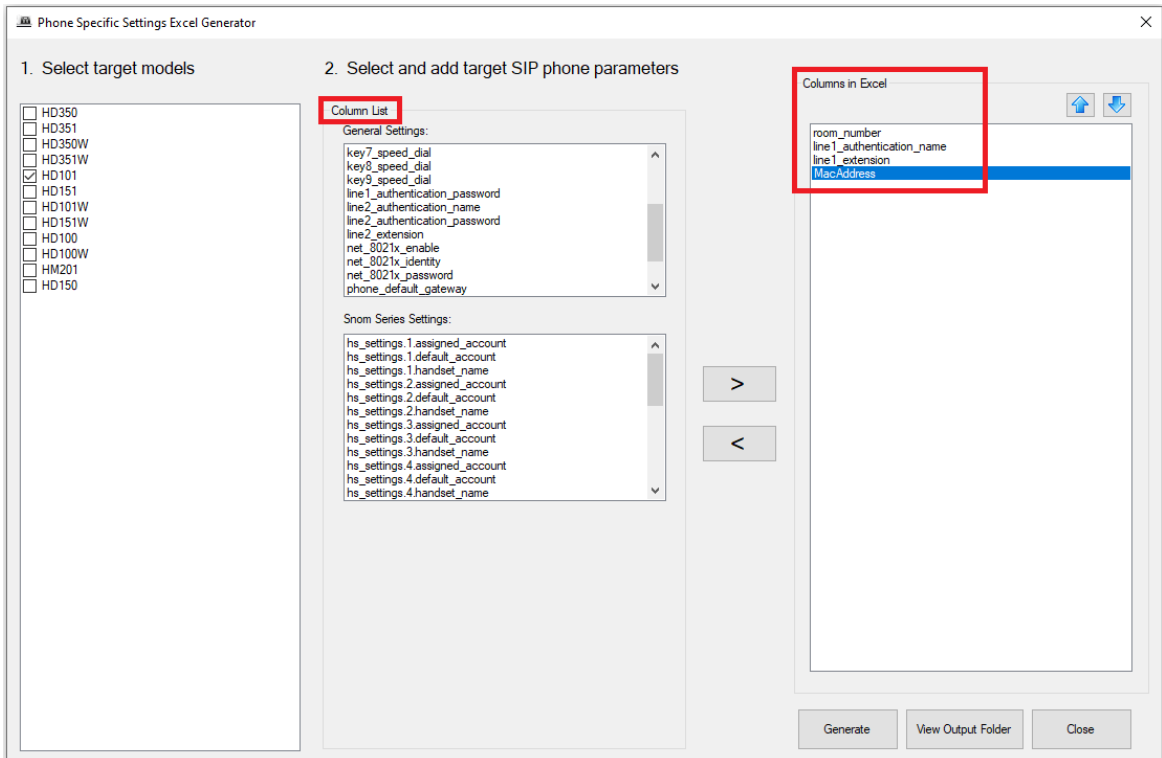 Phone Specific Settings Excel Generator
1. Select target models
HD350
HD351
HD350W
HD351W
HD101
HD151
HD101W
HD151W
HD100
HD100W
HM201
HD150
2. Select and add target SIP phone parameters
Column List
General Settings:
key7_speed_dial
key8_speed_dial
key9_speed_dial
line1_authentication_password
line2_authentication_name
line2_authentication_password
line2_extension
net_8021x_enable
net_8021x_identity
net_8021x_password
phone_default_gateway
Snom Series Settings:
hs_settings.1.assigned_account
hs_settings.1.default_account
hs_settings.1.handset_name
hs_settings.2.assigned_account
hs_settings.2.default_account
hs_settings.2.handset_name
hs_settings.3.assigned_account
hs_settings.3.default_account
hs_settings.3.handset_name
hs_settings.4.assigned_account
hs_settings.4.default_account
hs_settings.4.handset_name
>
<
Columns in Excel
room_number
line1_authentication_name
line1_extension
MacAddress
Generate
View Output Folder
Close